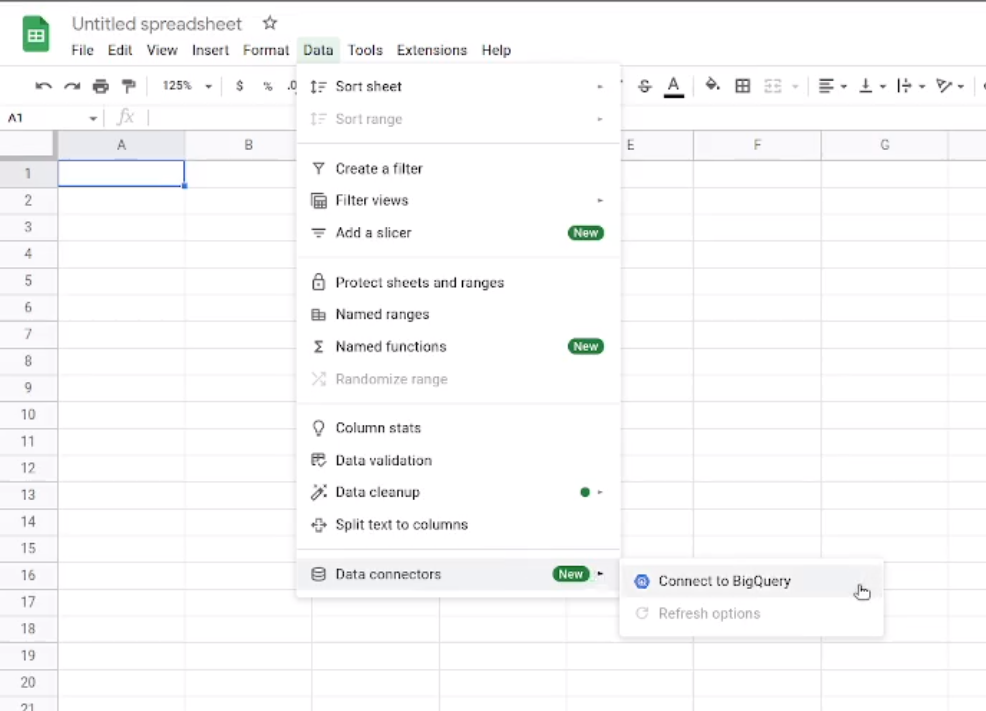 Untitled spreadsheet
File Edit View Insert Format Data Tools Extensions Help
125% $ % .0 A
A1 fx
A B E F G
Sort sheet
Sort range
Create a filter
Filter views
Add a slicer New
Protect sheets and ranges
Named ranges
Named functions New
Randomize range
Column stats
Data validation
Data cleanup
Split text to columns
Data connectors New
Connect to BigQuery
Refresh options
1
2
3
4
5
6
7
8
9
10
11
12
13
14
15
16
17
18
19
20
21